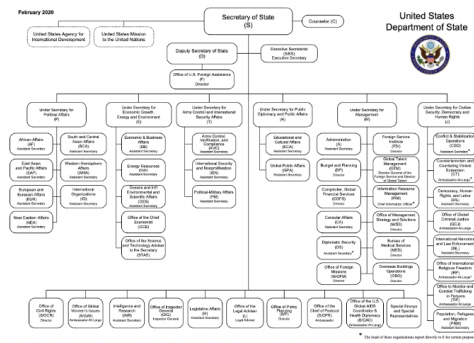 February 2020
United States
Department of State
Secretary of State
(S)
Counselor (C)
United States Agency for
International Development
United States Mission
to the United Nations
Deputy Secretary of State
(D)
Executive Secretariat
(S/ES)
Executive Secretary
Office of U.S. Foreign Assistance
(F)
Director
Under Secretary for
Political Affairs
(P)
Under Secretary for
Economic Growth,
Energy and Environment
(E)
Under Secretary for
Arms Control and International
Security Affairs
(T)
Under Secretary for Public
Diplomacy and Public Affairs
(R)
Under Secretary for
Management
(M)
Under Secretary for Civilian
Security, Democracy and
Human Rights
(J)
African Affairs
(AF)
Assistant Secretary
South and Central
Asian Affairs
(SCA)
Assistant Secretary
Economic & Business
Affairs
(EB)
Assistant Secretary
Arms Control, Verification,
and Compliance
(AVC)
Assistant Secretary
Educational and
Cultural Affairs
(ECA)
Assistant Secretary
Administration
(A)
Assistant Secretary
Foreign Service
Institute
(FSI)
Director
Conflict & Stabilization
Operations
(CSO)
Assistant Secretary
East Asian and
Pacific Affairs
(EAP)
Assistant Secretary
Western Hemisphere
Affairs
(WHA)
Assistant Secretary
Energy Resources
(ENR)
Assistant Secretary
International Security and
Nonproliferation
(ISN)
Assistant Secretary
Global Public Affairs
(GPA)
Assistant Secretary
Budget and Planning
(BP)
Director
Global Talent
Management
(GTM)
Director General of the
Foreign Service and Director
of Global Talent
Counterterrorism and
Countering Violent
Extremism
(CT)
European and
Eurasian Affairs
(EUR)
Assistant Secretary
International
Organizations
(IO)
Assistant Secretary
Oceans and Int'l
Environmental and
Scientific Affairs
(OES)
Assistant Secretary
Political-Military Affairs
(PM)
Assistant Secretary
Comptroller, Global
Financial Services
(CGFS)
Information Resource
Management
(IRM)
Chief Information Officer
Democracy, Human
Rights, and Labor
(DRL)
Assistant Secretary
Near Eastern Affairs
(NEA)
Assistant Secretary
Office of the Chief
Economist
(OCE)
Consular Affairs
(CA)
Assistant Secretary
Office of Management
Strategy and Solutions
(M/SS)
Director
Office of Global
Criminal Justice
(GCJ)
Ambassador-At-Large
Office of the Science
and Technology Adviser
to the Secretary
(STAS)
Diplomatic Security
(DS)
Assistant Secretary
Bureau of
Medical Services
(MED)
Director
International Narcotics
and Law Enforcement
(INL)
Assistant Secretary
Office of Foreign
Missions
(M/OFM)
Director
Overseas Buildings
Operations
(OBO)
Director
Office of International
Religious Freedom
Ambassador-At-Large
Office to Monitor and
Combat Trafficking
in Persons
(TIP)
Ambassador-At-Large
Population, Refugees
and Migration
(PRM)
Assistant Secretary
Office of
Civil Rights
(S/OCR)
Director
Office of Global
Women's Issues
(S/GWI)
Ambassador-At-Large
Intelligence and
Research
(INR)
Assistant Secretary
Office of Inspector
General
(OIG)
Inspector General
Legislative Affairs
(H)
Assistant Secretary
Office of the
Legal Adviser
(L)
Legal Adviser
Office of Policy
Planning
(S/P)
Director
Office of
the Chief of Protocol
(S/CPR)
Ambassador
Office of the U.S.
Global AIDS
Coordinator &
Health Diplomacy
(S/GAC)
Ambassador-At-Large
Special Envoys and
Special
Representatives